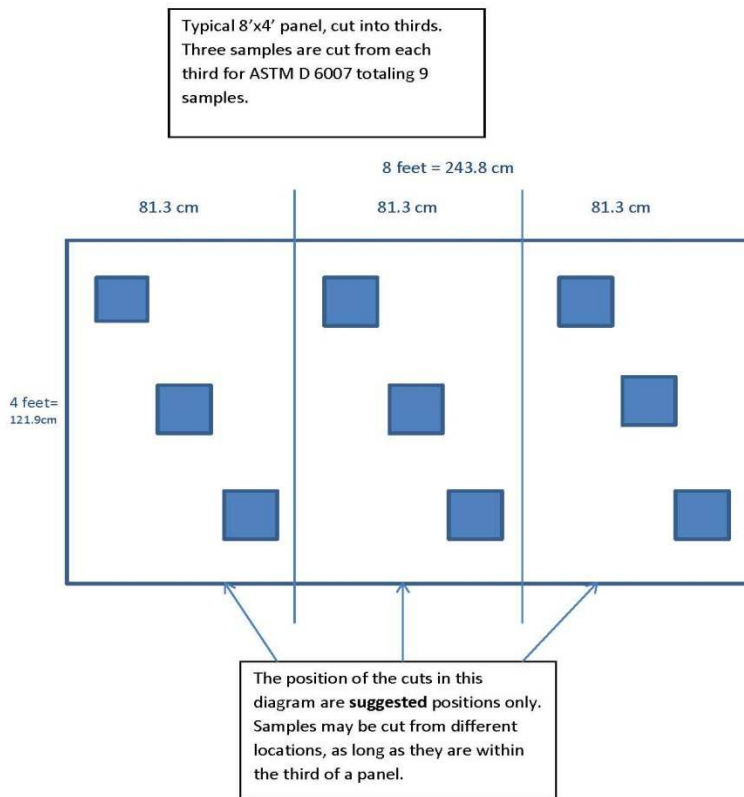 Typical 8’x4’ panel, cut into thirds.
Three samples are cut from each
third for ASTM D 6007 totaling 9
samples.
8 feet = 243.8 cm
81.3 cm
81.3 cm
81.3 cm
4 feet=
121.9cm
The position of the cuts in this
diagram are suggested positions only.
Samples may be cut from different
locations, as long as they are within
the third of a panel.